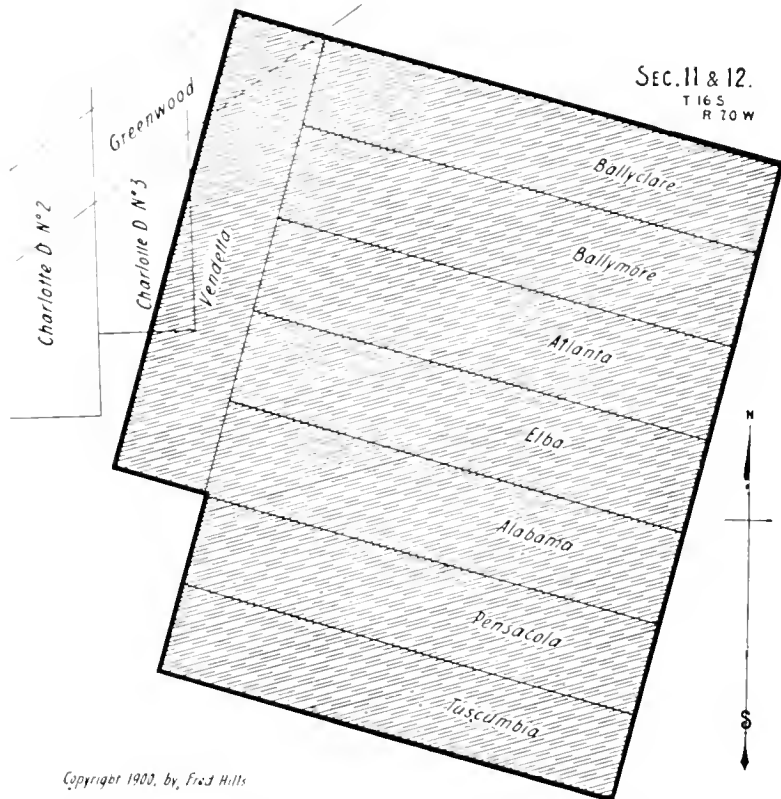 SEC. 11 & 12.
T 16 S
R 70 W
Greenwood
Charlotte D Nº 2
Charlotte D Nº 3
Vendetta
Ballyclare
Ballymore
Atlanta
Elba
Alabama
Pensacola
Tuscumbia
N
S
Copyright 1900, by, Fred Hills